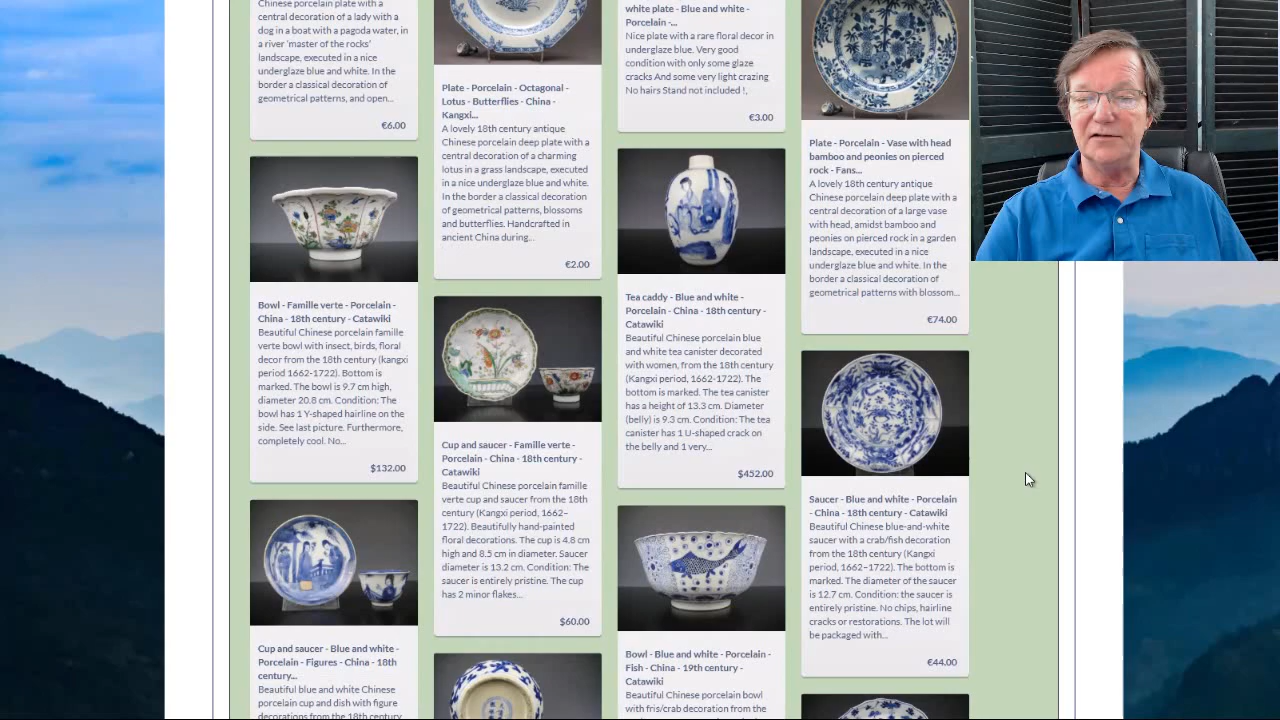 Chinese porcelain plate with a
central decoration of a lady with a
dog in a boat with a pagoda water, in
a river 'master of the rocks'
landscape, executed in a nice
underglaze blue and white. In the
border a classical decoration of
geometrical patterns, and open...
€6.00
Bowl - Famille verte - Porcelain -
China - 18th century - Catawiki
Beautiful Chinese porcelain famille
verte bowl with insect, birds, floral
decor from the 18th century (kangxi
period 1662-1722). Bottom is
marked. The bowl is 9.7 cm high,
diameter 20.8 cm. Condition: The
bowl has 1 Y-shaped hairline on the
side. See last picture. Furthermore,
completely cool. No...
$132.00
Cup and saucer - Blue and white -
Porcelain - Figures - China - 18th
century...
Beautiful blue and white Chinese
porcelain cup and dish with figure
decorations from the 18th century
Plate - Porcelain - Octagonal -
Lotus - Butterflies - China -
Kangxi...
A lovely 18th century antique
Chinese porcelain deep plate with a
central decoration of a charming
lotus in a grass landscape, executed
in a nice underglaze blue and white.
In the border a classical decoration
of geometrical patterns, blossoms
and butterflies. Handcrafted in
ancient China during...
€2.00
Cup and saucer - Famille verte -
Porcelain - China - 18th century -
Catawiki
Beautiful Chinese porcelain famille
verte cup and saucer from the 18th
century (Kangxi period, 1662–
1722). Beautifully hand-painted
floral decorations. The cup is 4.8 cm
high and 8.5 cm in diameter. Saucer
diameter is 13.2 cm. Condition: The
saucer is entirely pristine. The cup
has 2 minor flakes...
$60.00
white plate - Blue and white -
Porcelain -...
Nice plate with a rare floral decor in
underglaze blue. Very good
condition with only some glaze
cracks And some very light crazing
No hairs Stand not included !,
€3.00
Tea caddy - Blue and white -
Porcelain - China - 18th century -
Catawiki
Beautiful Chinese porcelain blue
and white tea canister decorated
with women, from the 18th century
(Kangxi period, 1662-1722). The
bottom is marked. The tea canister
has a height of 13.3 cm. Diameter
(belly) is 9.3 cm. Condition: The tea
canister has 1 U-shaped crack on
the belly and 1 very...
$452.00
Bowl - Blue and white - Porcelain -
Fish - China - 19th century -
Catawiki
Beautiful Chinese porcelain bowl
with fris/crab decoration from the
Plate - Porcelain - Vase with head
bamboo and peonies on pierced
rock - Fans...
A lovely 18th century antique
Chinese porcelain deep plate with a
central decoration of a large vase
with head, amidst bamboo and
peonies on pierced rock in a garden
landscape, executed in a nice
underglaze blue and white. In the
border a classical decoration of
geometrical patterns with blossom...
€74.00
Saucer - Blue and white - Porcelain
- China - 18th century - Catawiki
Beautiful Chinese blue-and-white
saucer with a crab/fish decoration
from the 18th century (Kangxi
period, 1662–1722). The bottom is
marked. The diameter of the saucer
is 12.7 cm. Condition: the saucer is
entirely pristine. No chips, hairline
cracks or restorations. The lot will
be packaged with...
€44.00